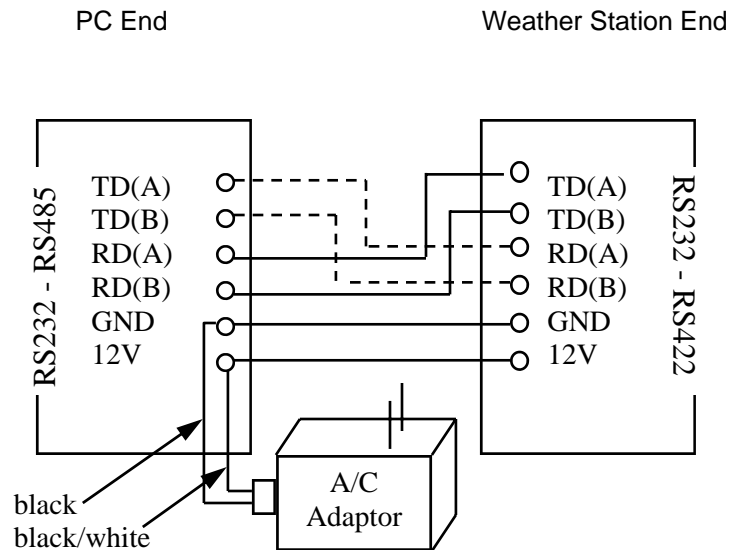 PC End
Weather Station End
RS232 - RS485
TD(A)
TD(B)
RD(A)
RD(B)
GND
12V
TD(A)
TD(B)
RD(A)
RD(B)
GND
12V
RS232 - RS422
A/C
Adaptor
black
black/white